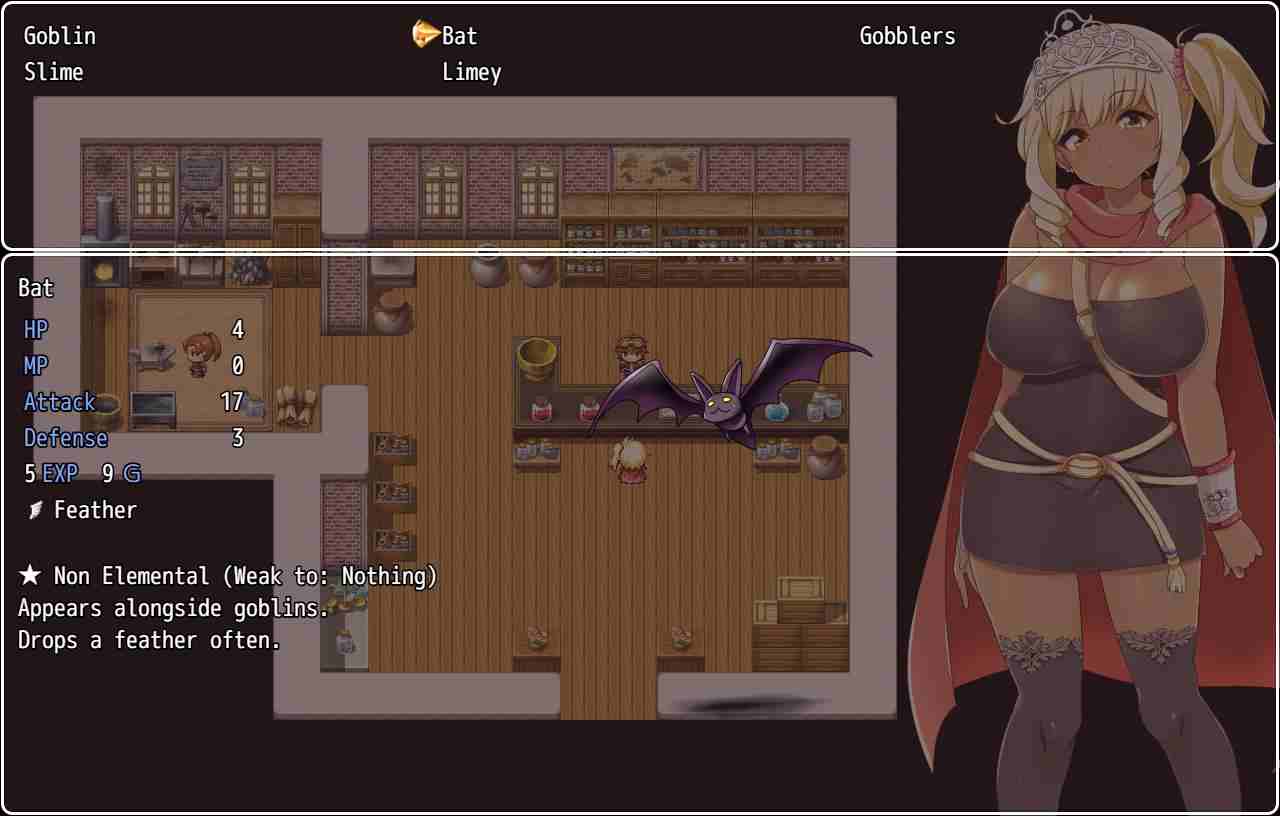 Goblin Bat Gobblers
Slime Limey
Bat
HP 4
MP 0
Attack 17
Defense 3
5 EXP 9 G
Feather
★ Non Elemental (Weak to: Nothing)
Appears alongside goblins.
Drops a feather often.